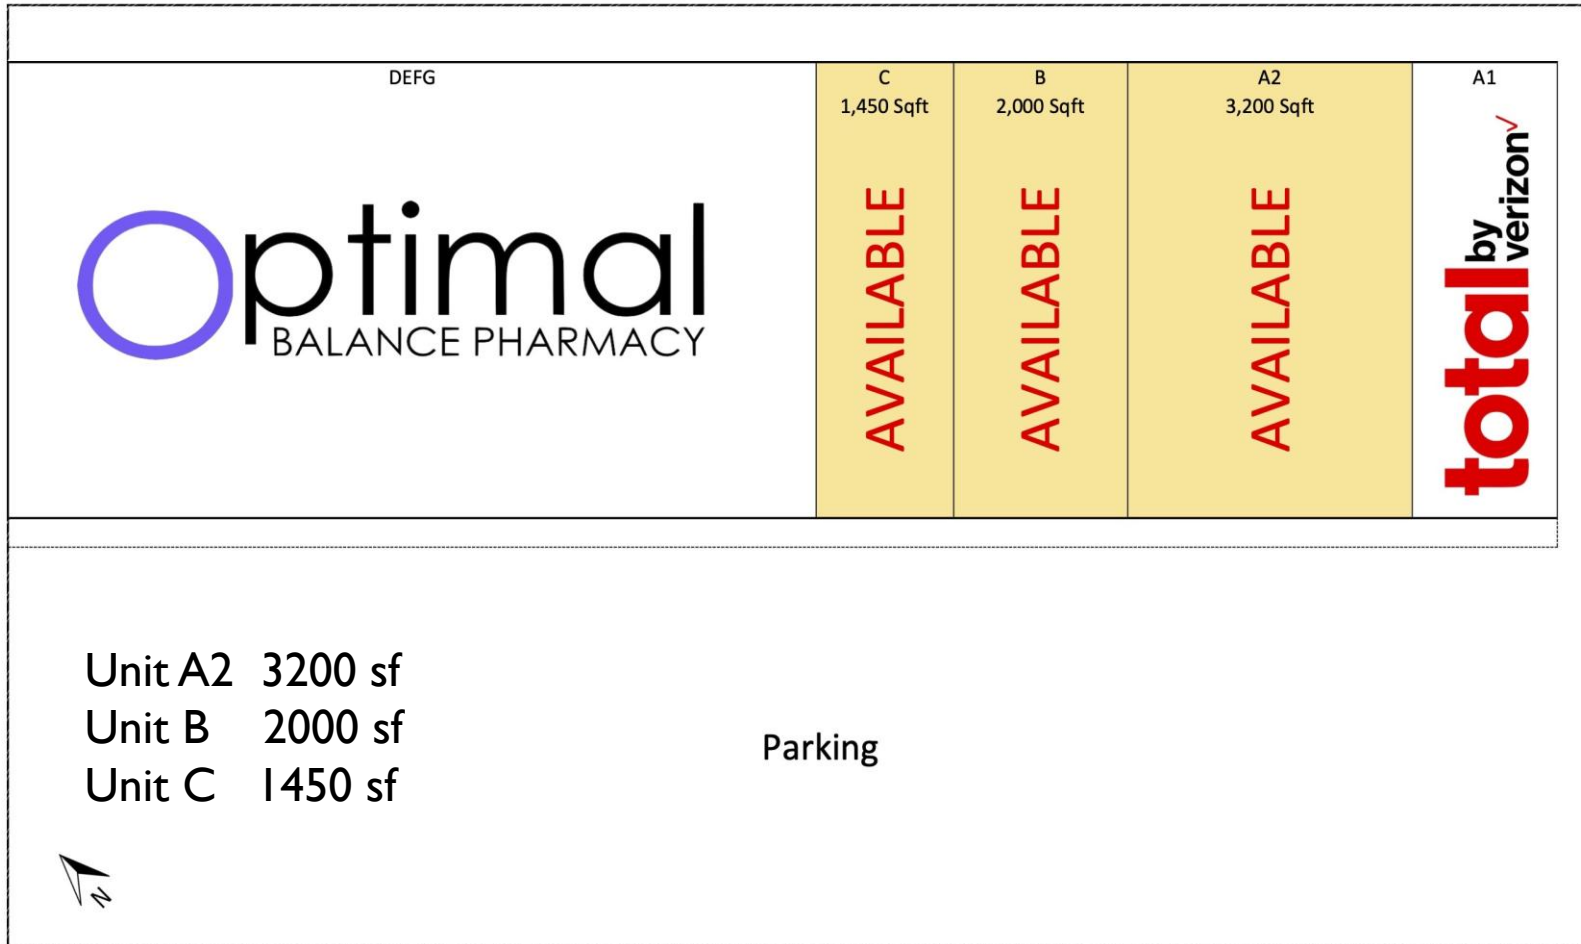 DEFG
Optimal
BALANCE PHARMACY
C
1,450 Sqft
AVAILABLE
B
2,000 Sqft
AVAILABLE
A2
3,200 Sqft
AVAILABLE
A1
total by verizon✓
Unit A2 3200 sf
Unit B 2000 sf
Unit C 1450 sf
Parking
N